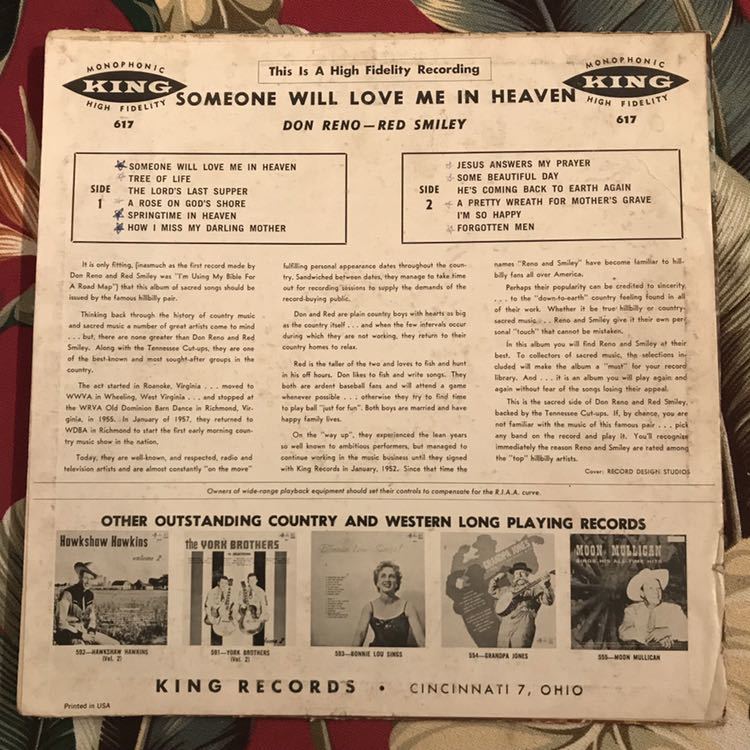 MONOPHONIC
KING
HIGH FIDELITY
617
This Is A High Fidelity Recording
MONOPHONIC
KING
HIGH FIDELITY
617
SOMEONE WILL LOVE ME IN HEAVEN
DON RENO—RED SMILEY
SIDE 1
SOMEONE WILL LOVE ME IN HEAVEN
TREE OF LIFE
THE LORD'S LAST SUPPER
A ROSE ON GOD'S SHORE
SPRINGTIME IN HEAVEN
HOW I MISS MY DARLING MOTHER
SIDE 2
JESUS ANSWERS MY PRAYER
SOME BEAUTIFUL DAY
HE'S COMING BACK TO EARTH AGAIN
A PRETTY WREATH FOR MOTHER'S GRAVE
I'M SO HAPPY
FORGOTTEN MEN
It is only fitting, [inasmuch as the first record made by
Don Reno and Red Smiley was "I'm Using My Bible For
A Road Map"] that this album of sacred songs should be
issued by the famous hillbilly pair.
Thinking back through the history of country music
and sacred music a number of great artists come to mind
. . . but, there are none greater than Don Reno and Red
Smiley. Along with the Tennessee Cut-ups, they are one
of the best-known and most sought-after groups in the
country.
The act started in Roanoke, Virginia . . . moved to
WWVA in Wheeling, West Virginia . . . and stopped at
the WRVA Old Dominion Barn Dance in Richmond, Vir-
ginia, in 1955. In January of 1957, they returned to
WDBA in Richmond to start the first early morning coun-
try music show in the nation.
Today, they are well-known, and respected, radio and
television artists and are almost constantly "on the move"
fulfilling personal appearance dates throughout the coun-
try. Sandwiched between dates, they manage to take time
out for recording sessions to supply the demands of the
record-buying public.
Don and Red are plain country boys with hearts as big
as the country itself . . . and when the few intervals occur
during which they are not working, they return to their
country homes to relax.
Red is the taller of the two and loves to fish and hunt
in his off hours. Don likes to fish and write songs. They
both are ardent baseball fans and will attend a game
whenever possible . . . otherwise they try to find time
to play ball "just for fun". Both boys are married and have
happy family lives.
On the "way up", they experienced the lean years
so well known to ambitious performers, but managed to
continue working in the music business until they signed
with King Records in January, 1952. Since that time the
names "Reno and Smiley" have become familiar to hill-
billy fans all over America.
Perhaps their popularity can be credited to sincerity
. . . to the "down-to-earth" country feeling found in all
of their work. Whether it be true hillbilly or country-
sacred music . . . Reno and Smiley give it their own per-
sonal "touch" that cannot be mistaken.
In this album you will find Reno and Smiley at their
best. To collectors of sacred music, the selections in-
cluded will make the album a "must" for your record
library. And . . . it is an album you will play again and
again without fear of the songs losing their appeal.
This is the sacred side of Don Reno and Red Smiley,
backed by the Tennessee Cut-ups. If, by chance, you are
not familiar with the music of this famous pair . . . pick
any band on the record and play it. You'll recognize
immediately the reason Reno and Smiley are rated among
the "top" hillbilly artists.
Cover: RECORD DESIGN STUDIOS
Owners of wide-range playback equipment should set their controls to compensate for the R.I.A.A. curve.
OTHER OUTSTANDING COUNTRY AND WESTERN LONG PLAYING RECORDS
Hawkshaw Hawkins
volume 2
the YORK BROTHERS
Bonnie Lou Sings!
GRANDPA JONES
MOON MULLICAN
SINGS HIS ALL-TIME HITS
592—HAWKSHAW HAWKINS
(Vol. 2)
591—YORK BROTHERS
(Vol. 2)
593—BONNIE LOU SINGS
554—GRANDPA JONES
555—MOON MULLICAN
KING RECORDS • CINCINNATI 7, OHIO
Printed in USA